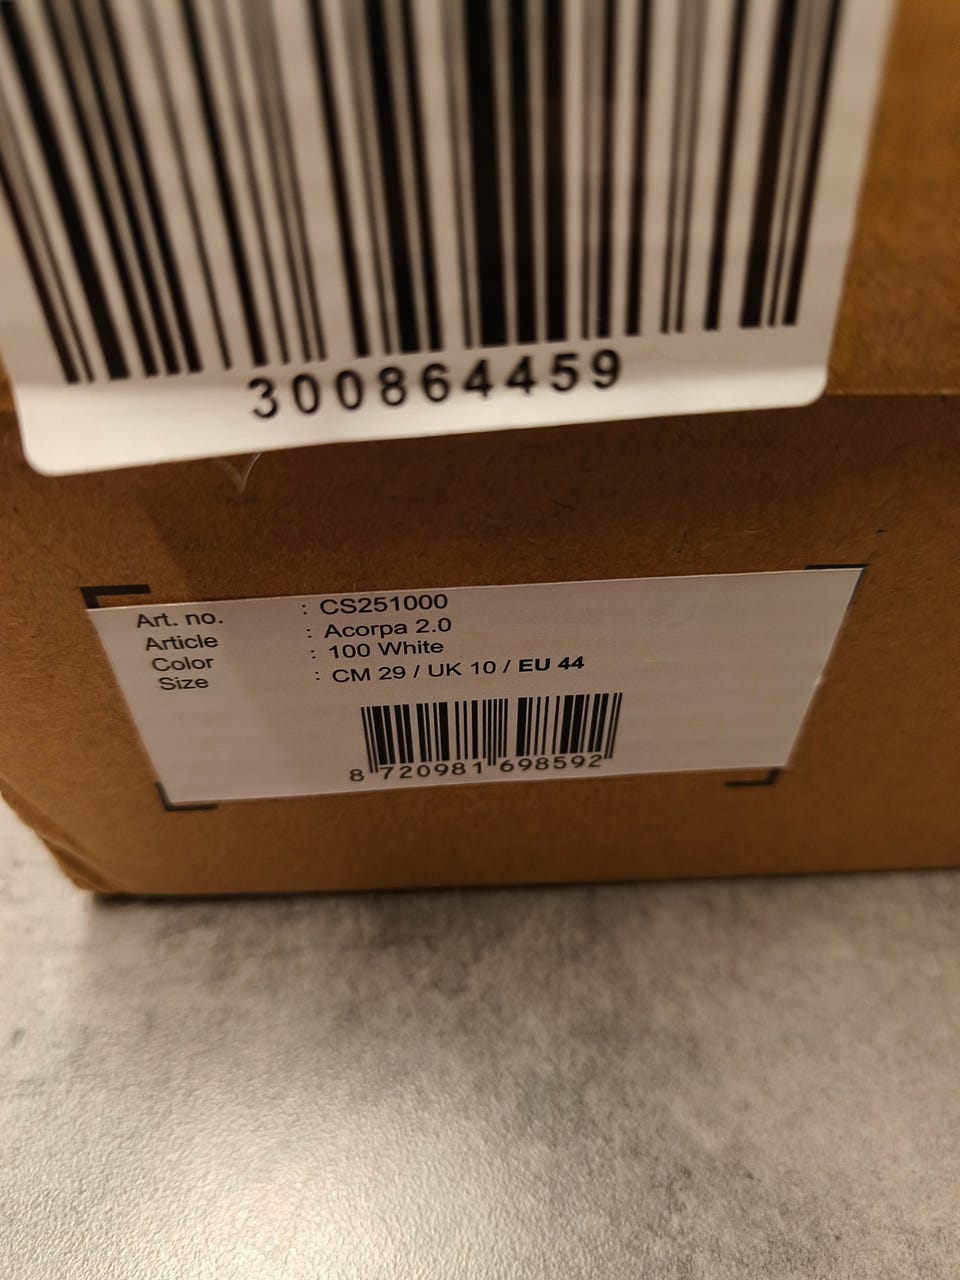 300864459
Art. no. : CS251000
Article : Acorpa 2.0
Color : 100 White
Size : CM 29 / UK 10 / EU 44
8 720981 698592